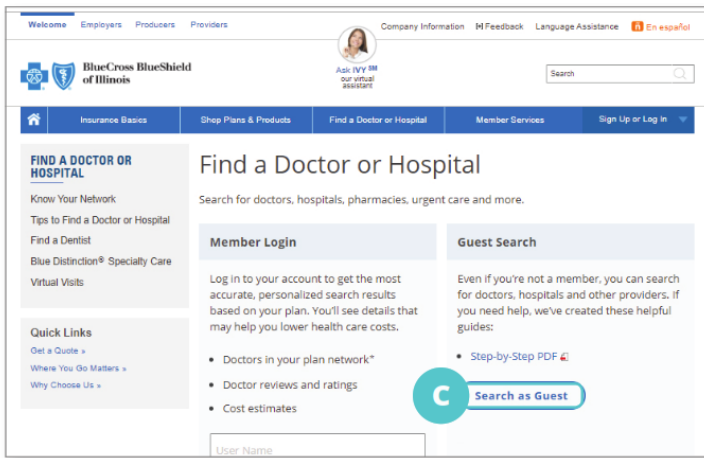 Welcome Employers Producers Providers
Company Information Feedback Language Assistance En español
BlueCross BlueShield
of Illinois
Ask IVY SM
our virtual
assistant
Search
Insurance Basics Shop Plans & Products Find a Doctor or Hospital Member Services Sign Up or Log In
FIND A DOCTOR OR
HOSPITAL
Know Your Network
Tips to Find a Doctor or Hospital
Find a Dentist
Blue Distinction® Specialty Care
Virtual Visits
Quick Links
Get a Quote »
Where You Go Matters »
Why Choose Us »
Find a Doctor or Hospital
Search for doctors, hospitals, pharmacies, urgent care and more.
Member Login
Log in to your account to get the most
accurate, personalized search results
based on your plan. You'll see details that
may help you lower health care costs.
• Doctors in your plan network+
• Doctor reviews and ratings
• Cost estimates
User Name
Guest Search
Even if you're not a member, you can search
for doctors, hospitals and other providers. If
you need help, we've created these helpful
guides:
• Step-by-Step PDF
C Search as Guest